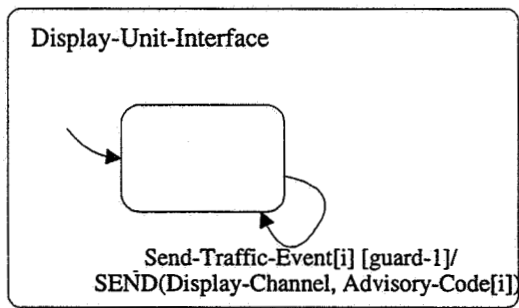 Display-Unit-Interface
Send-Traffic-Event[i] [guard-1]/
SEND(Display-Channel, Advisory-Code[i])